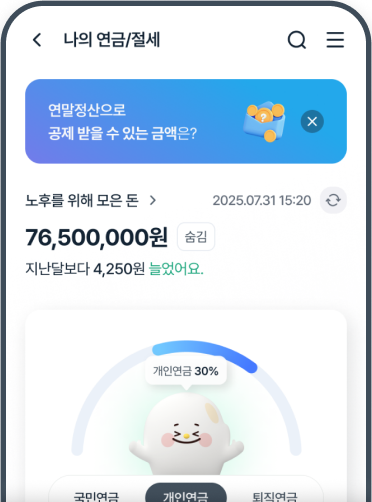 나의 연금/절세
연말정산으로
공제 받을 수 있는 금액은?
노후를 위해 모은 돈
2025.07.31 15:20
76,500,000원
숨김
지난달보다 4,250원 늘었어요.
개인연금 30%
국민연금
개인연금
퇴직연금